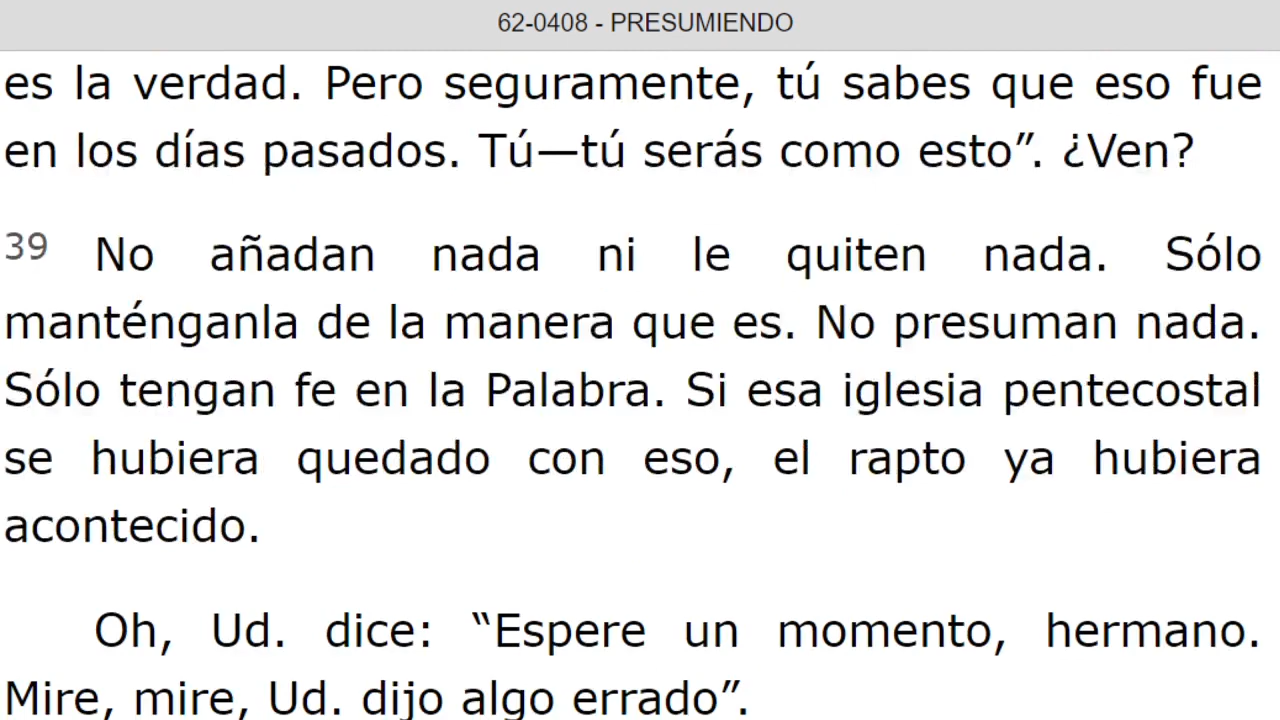 62-0408 - PRESUMIENDO
es la verdad. Pero seguramente, tú sabes que eso fue
en los días pasados. Tú—tú serás como esto”. ¿Ven?
39 No añadan nada ni le quiten nada. Sólo
manténganla de la manera que es. No presuman nada.
Sólo tengan fe en la Palabra. Si esa iglesia pentecostal
se hubiera quedado con eso, el rapto ya hubiera
acontecido.
Oh, Ud. dice: “Espere un momento, hermano.
Mire, mire, Ud. dijo algo errado”.